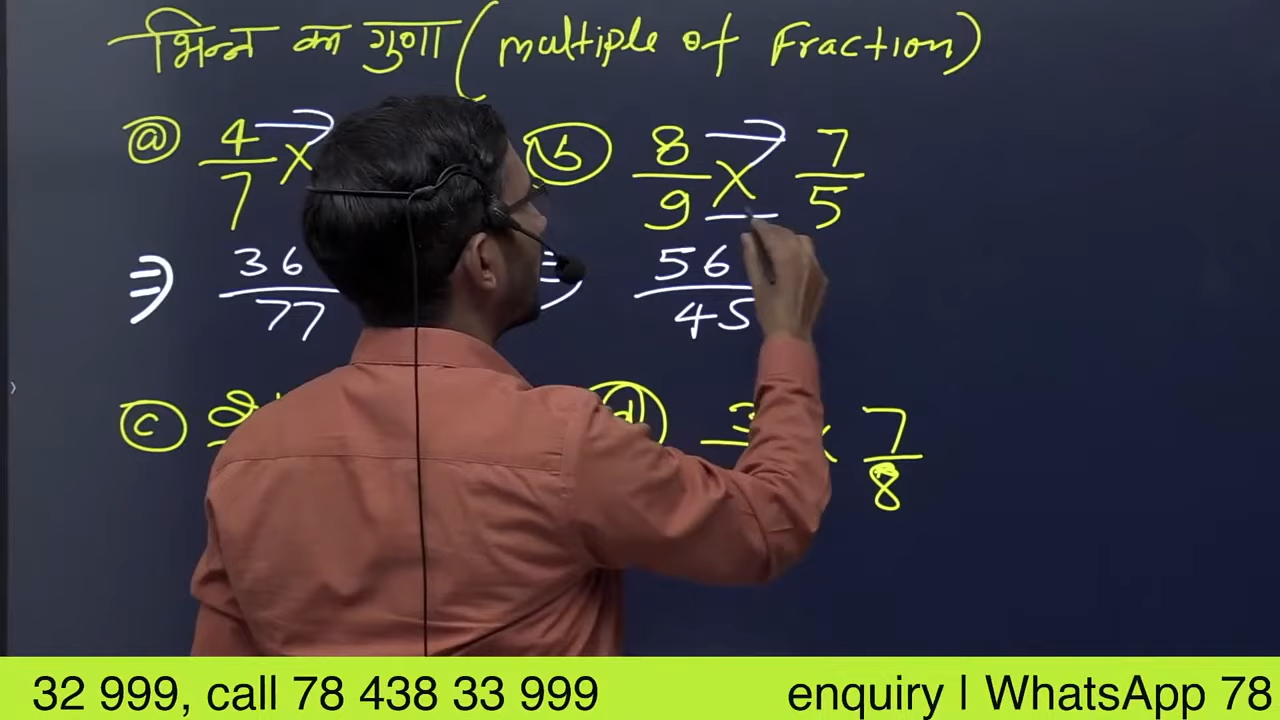 भिन्न का गुणा (multiple of Fraction)
ⓐ 4/7 × ⓑ 8/9 × 7/5
⇒ 36/77 56/45
ⓒ ⓓ 7/8
32 999, call 78 438 33 999 enquiry | WhatsApp 78